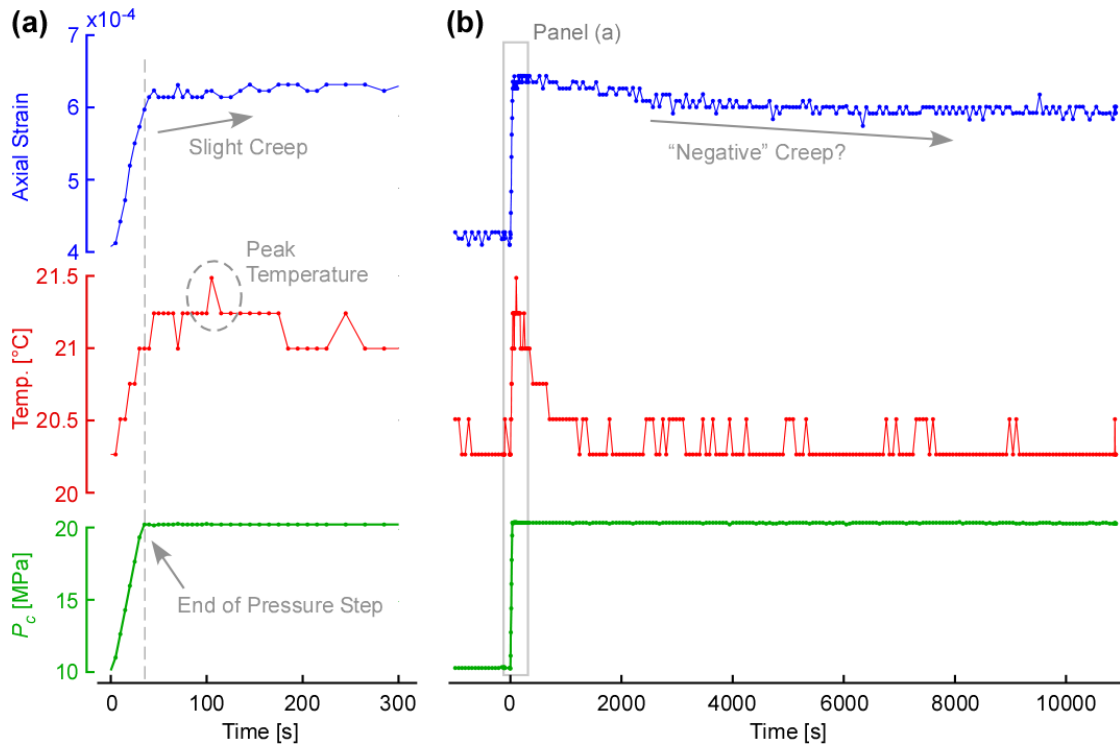 (a)
x10-4
7
6
5
4
Axial Strain
Slight Creep
Peak
Temperature
21.5
21
20.5
20
Temp. [°C]
20
15
10
Pc [MPa]
End of Pressure Step
0
100
200
300
Time [s]
(b)
Panel (a)
“Negative” Creep?
0
2000
4000
6000
8000
10000
Time [s]